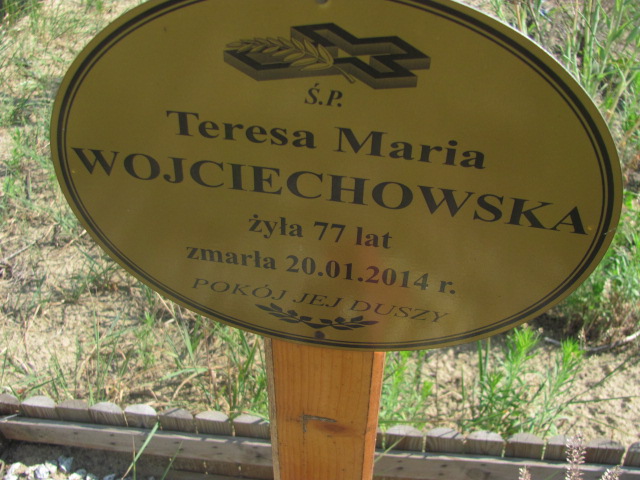 Ś.P.
Teresa Maria
WOJCIECHOWSKA
żyła 77 lat
zmarła 20.01.2014 r.
POKÓJ JEJ DUSZY